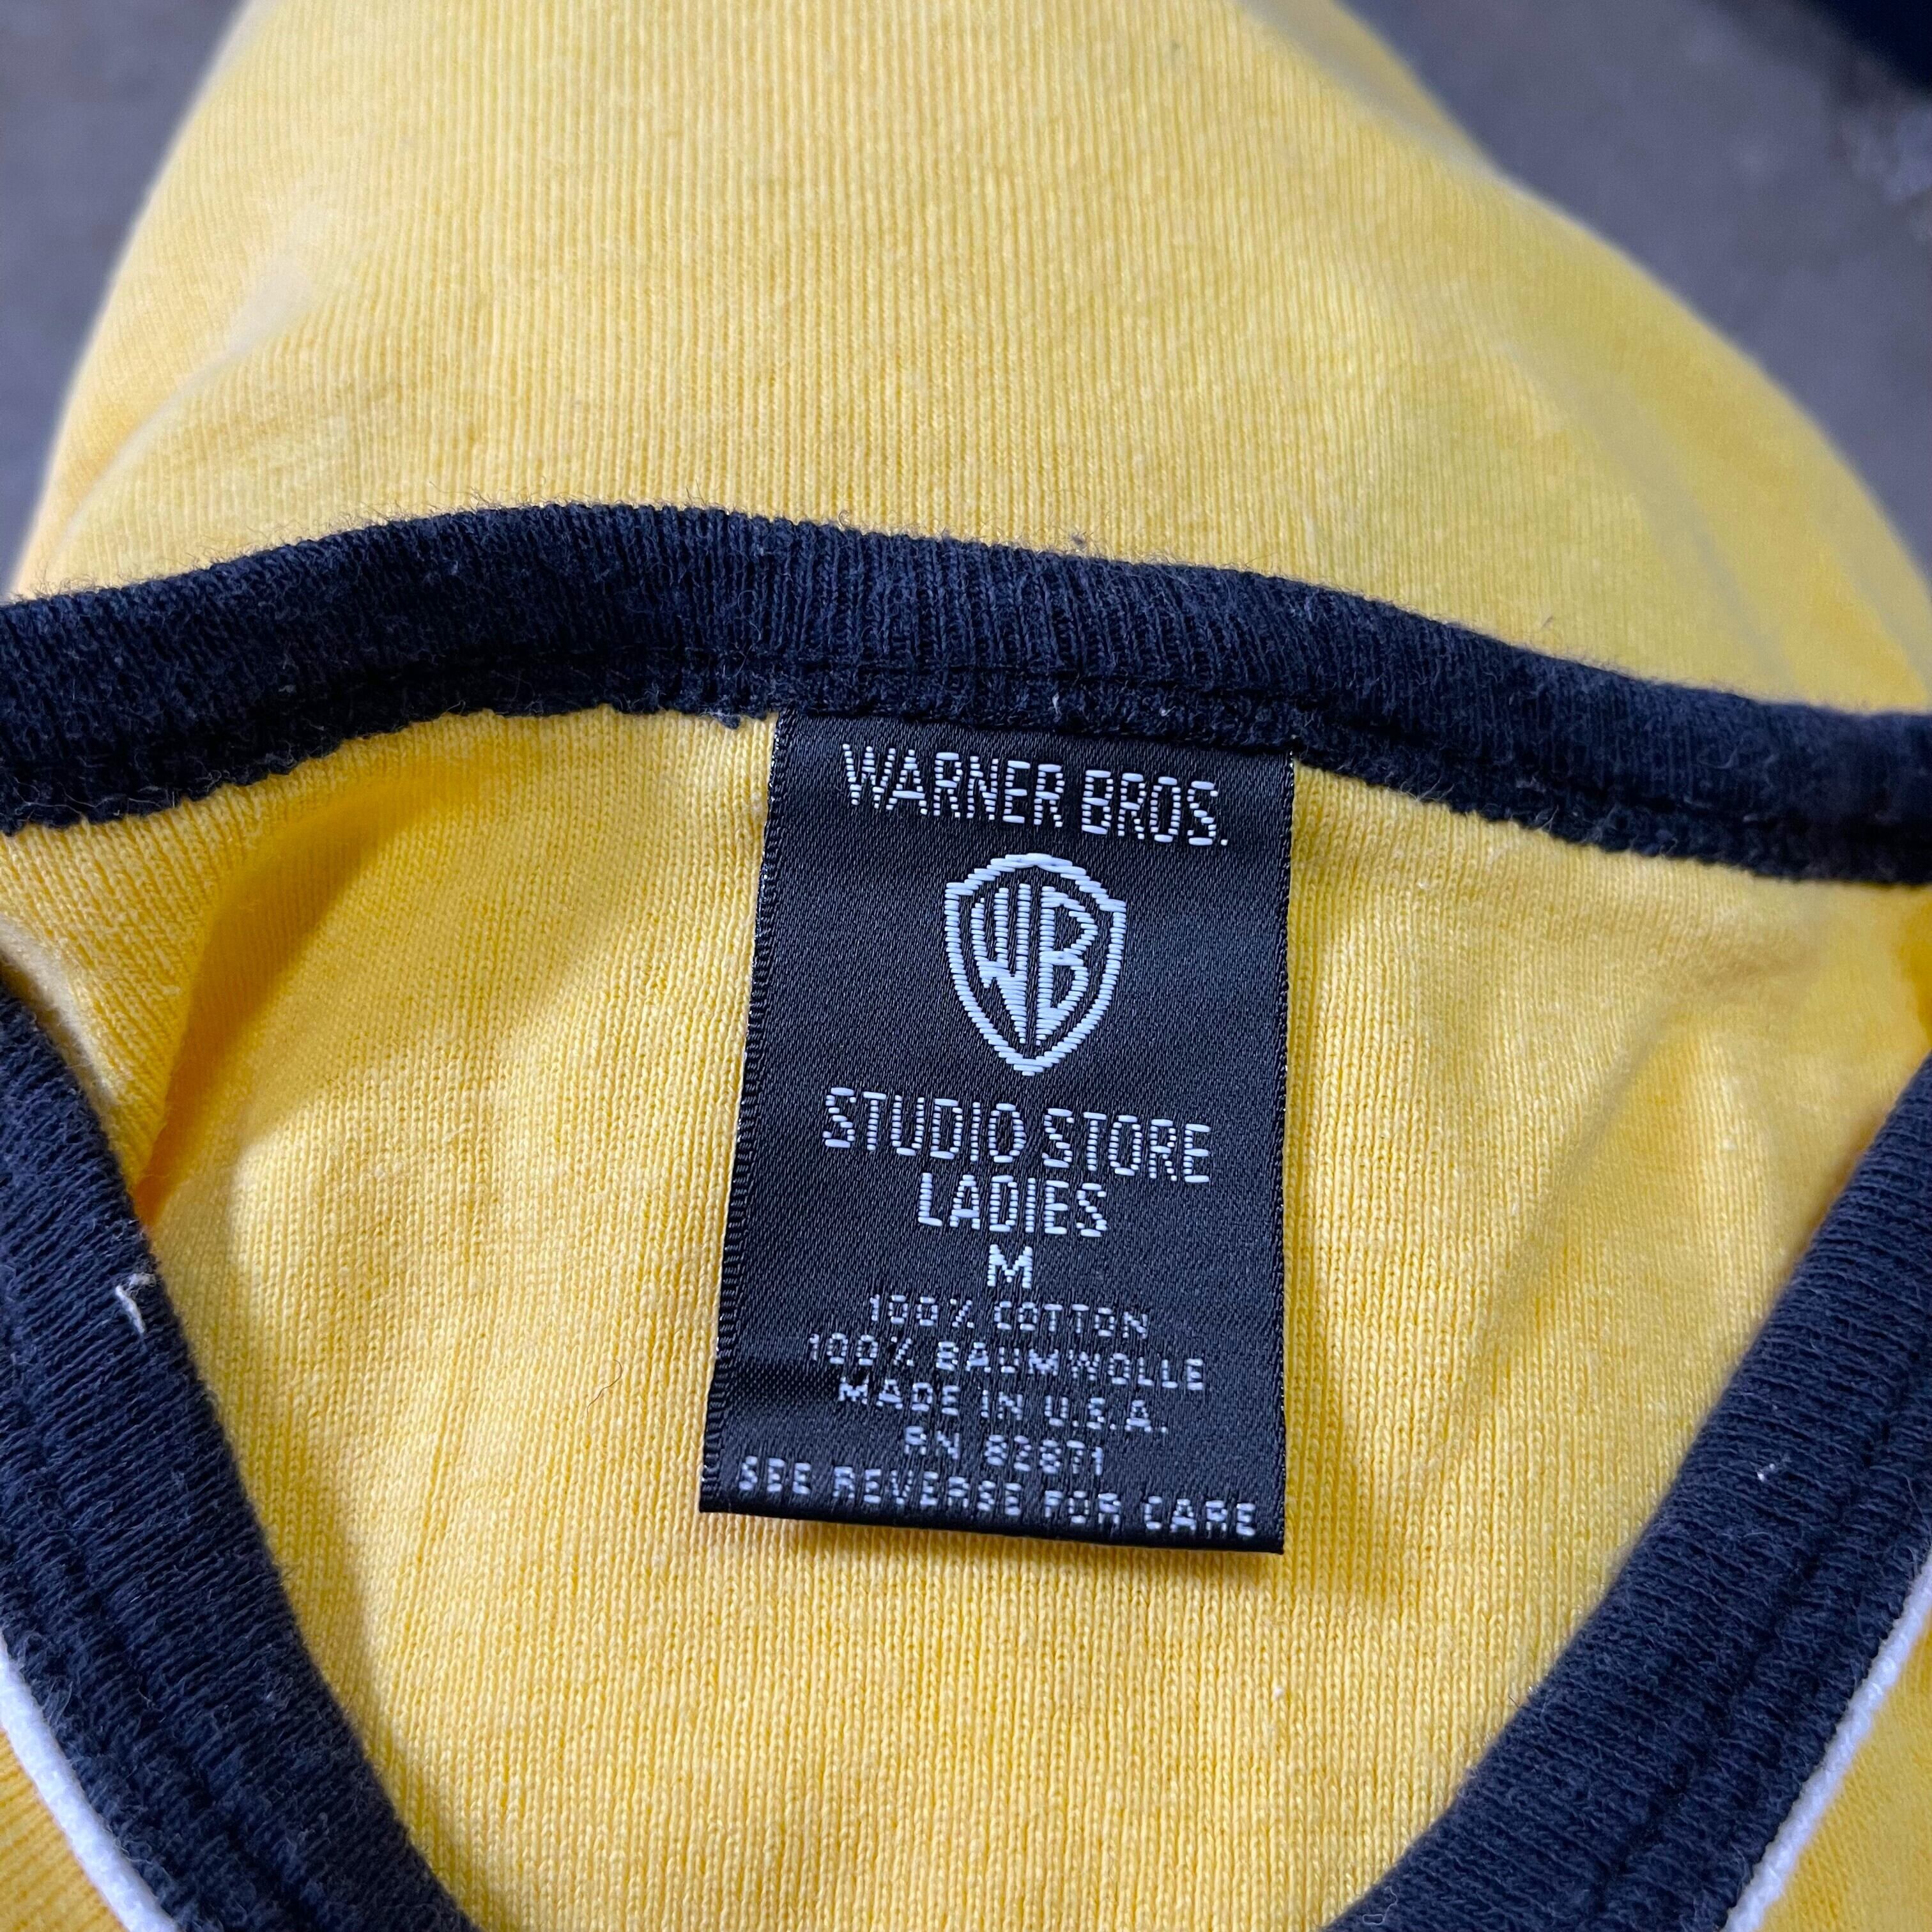 WARNER BROS.
WB
STUDIO STORE
LADIES
M
100% COTTON
100% BAUMWOLLE
MADE IN U.S.A.
RN 82871
SEE REVERSE FOR CARE